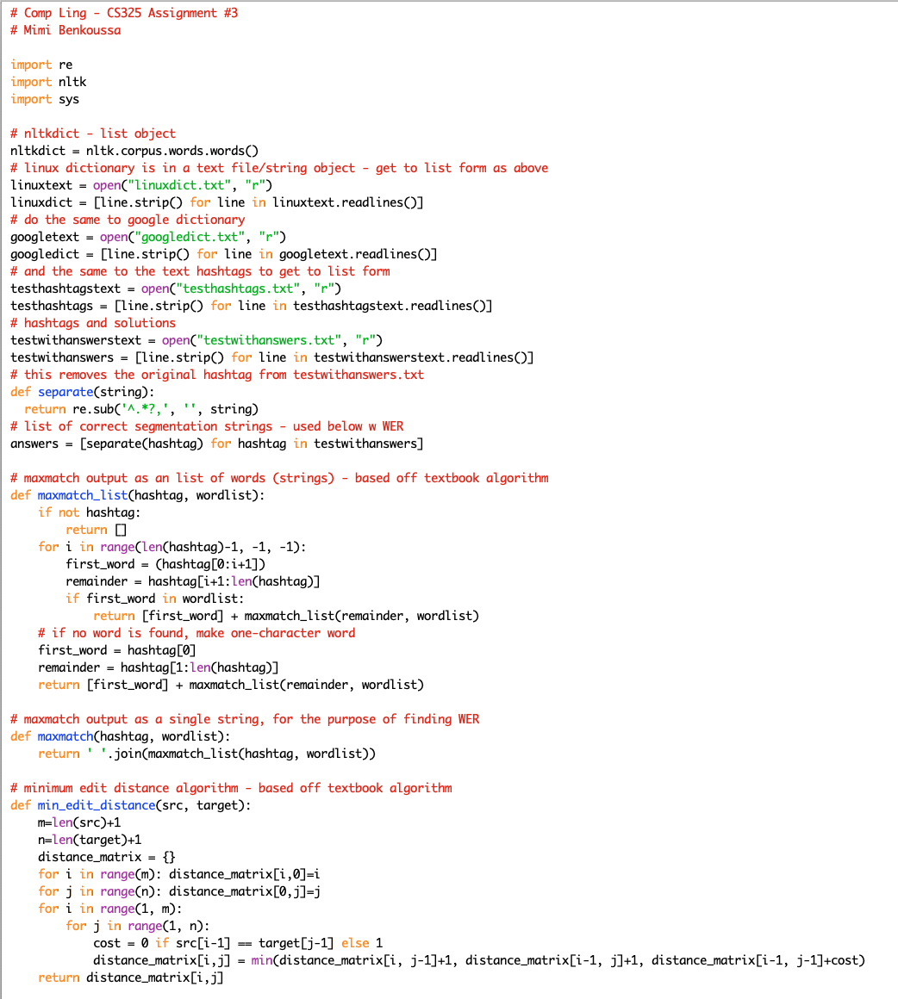 # Comp Ling - CS325 Assignment #3
# Mimi Benkoussa

import re
import nltk
import sys

# nltkdict - list object
nltkdict = nltk.corpus.words.words()
# linux dictionary is in a text file/string object - get to list form as above
linuxtext = open("linuxdict.txt", "r")
linuxdict = [line.strip() for line in linuxtext.readlines()]
# do the same to google dictionary
googletext = open("googledict.txt", "r")
googledict = [line.strip() for line in googletext.readlines()]
# and the same to the text hashtags to get to list form
testhashtagstext = open("testhashtags.txt", "r")
testhashtags = [line.strip() for line in testhashtagstext.readlines()]
# hashtags and solutions
testwithanswerstext = open("testwithanswers.txt", "r")
testwithanswers = [line.strip() for line in testwithanswerstext.readlines()]
# this removes the original hashtag from testwithanswers.txt
def separate(string):
  return re.sub('^.*?,', '', string)
# list of correct segmentation strings - used below w WER
answers = [separate(hashtag) for hashtag in testwithanswers]

# maxmatch output as an list of words (strings) - based off textbook algorithm
def maxmatch_list(hashtag, wordlist):
    if not hashtag:
        return []
    for i in range(len(hashtag)-1, -1, -1):
        first_word = (hashtag[0:i+1])
        remainder = hashtag[i+1:len(hashtag)]
        if first_word in wordlist:
            return [first_word] + maxmatch_list(remainder, wordlist)
    # if no word is found, make one-character word
    first_word = hashtag[0]
    remainder = hashtag[1:len(hashtag)]
    return [first_word] + maxmatch_list(remainder, wordlist)

# maxmatch output as a single string, for the purpose of finding WER
def maxmatch(hashtag, wordlist):
    return ' '.join(maxmatch_list(hashtag, wordlist))

# minimum edit distance algorithm - based off textbook algorithm
def min_edit_distance(src, target):
    m=len(src)+1
    n=len(target)+1
    distance_matrix = {}
    for i in range(m): distance_matrix[i,0]=i
    for j in range(n): distance_matrix[0,j]=j
    for i in range(1, m):
        for j in range(1, n):
            cost = 0 if src[i-1] == target[j-1] else 1
            distance_matrix[i,j] = min(distance_matrix[i, j-1]+1, distance_matrix[i-1, j]+1, distance_matrix[i-1, j-1]+cost)
    return distance_matrix[i,j]